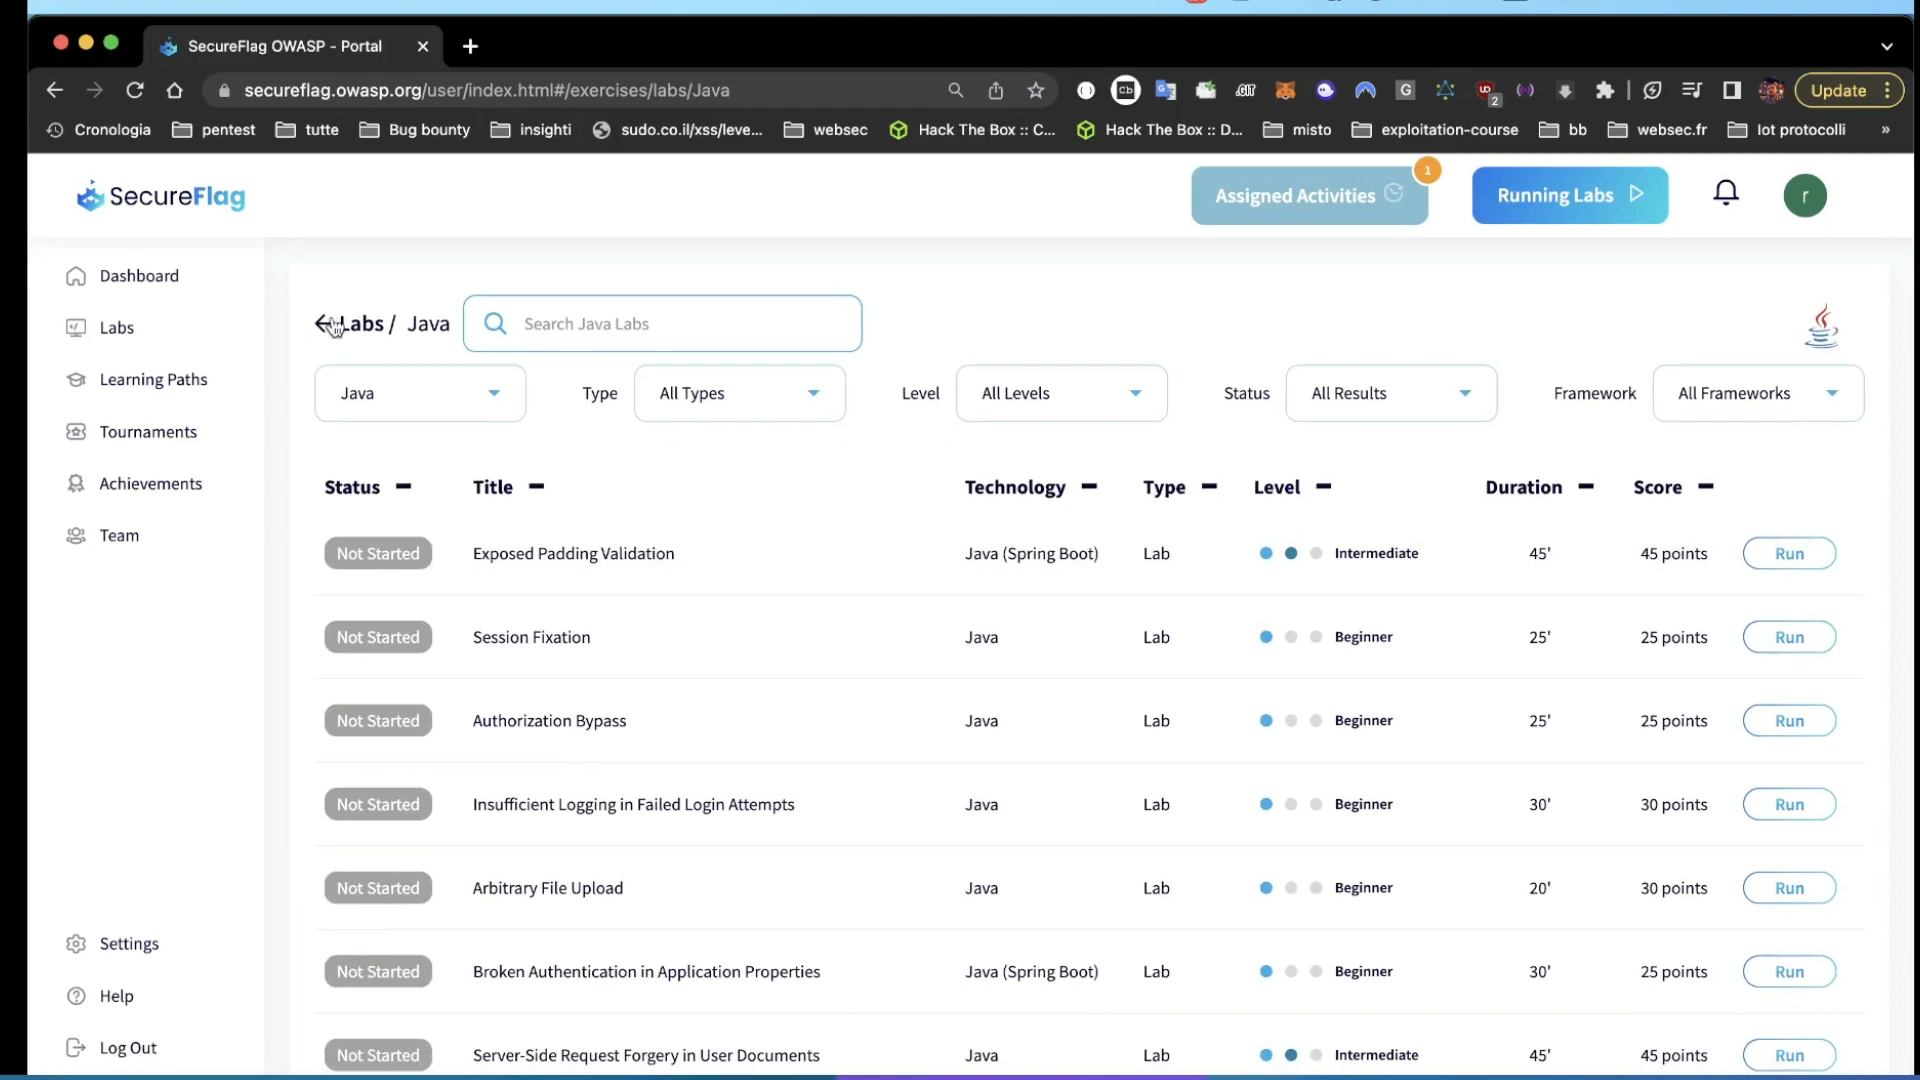 SecureFlag OWASP - Portal
secureflag.owasp.org/user/index.html#/exercises/labs/Java
Cb
.GIT
G
UD
2
Update
Cronologia
pentest
tutte
Bug bounty
insighti
sudo.co.il/xss/leve...
websec
Hack The Box :: C...
Hack The Box :: D...
misto
exploitation-course
bb
websec.fr
Iot protocolli
»
SecureFlag
Assigned Activities
1
Running Labs
r
Dashboard
Labs
Learning Paths
Tournaments
Achievements
Team
Settings
Help
Log Out
Labs / Java
Search Java Labs
Java
Type All Types
Level All Levels
Status All Results
Framework All Frameworks
Status Title Technology Type Level Duration Score
Not Started Exposed Padding Validation Java (Spring Boot) Lab Intermediate 45' 45 points Run
Not Started Session Fixation Java Lab Beginner 25' 25 points Run
Not Started Authorization Bypass Java Lab Beginner 25' 25 points Run
Not Started Insufficient Logging in Failed Login Attempts Java Lab Beginner 30' 30 points Run
Not Started Arbitrary File Upload Java Lab Beginner 20' 30 points Run
Not Started Broken Authentication in Application Properties Java (Spring Boot) Lab Beginner 30' 25 points Run
Not Started Server-Side Request Forgery in User Documents Java Lab Intermediate 45' 45 points Run